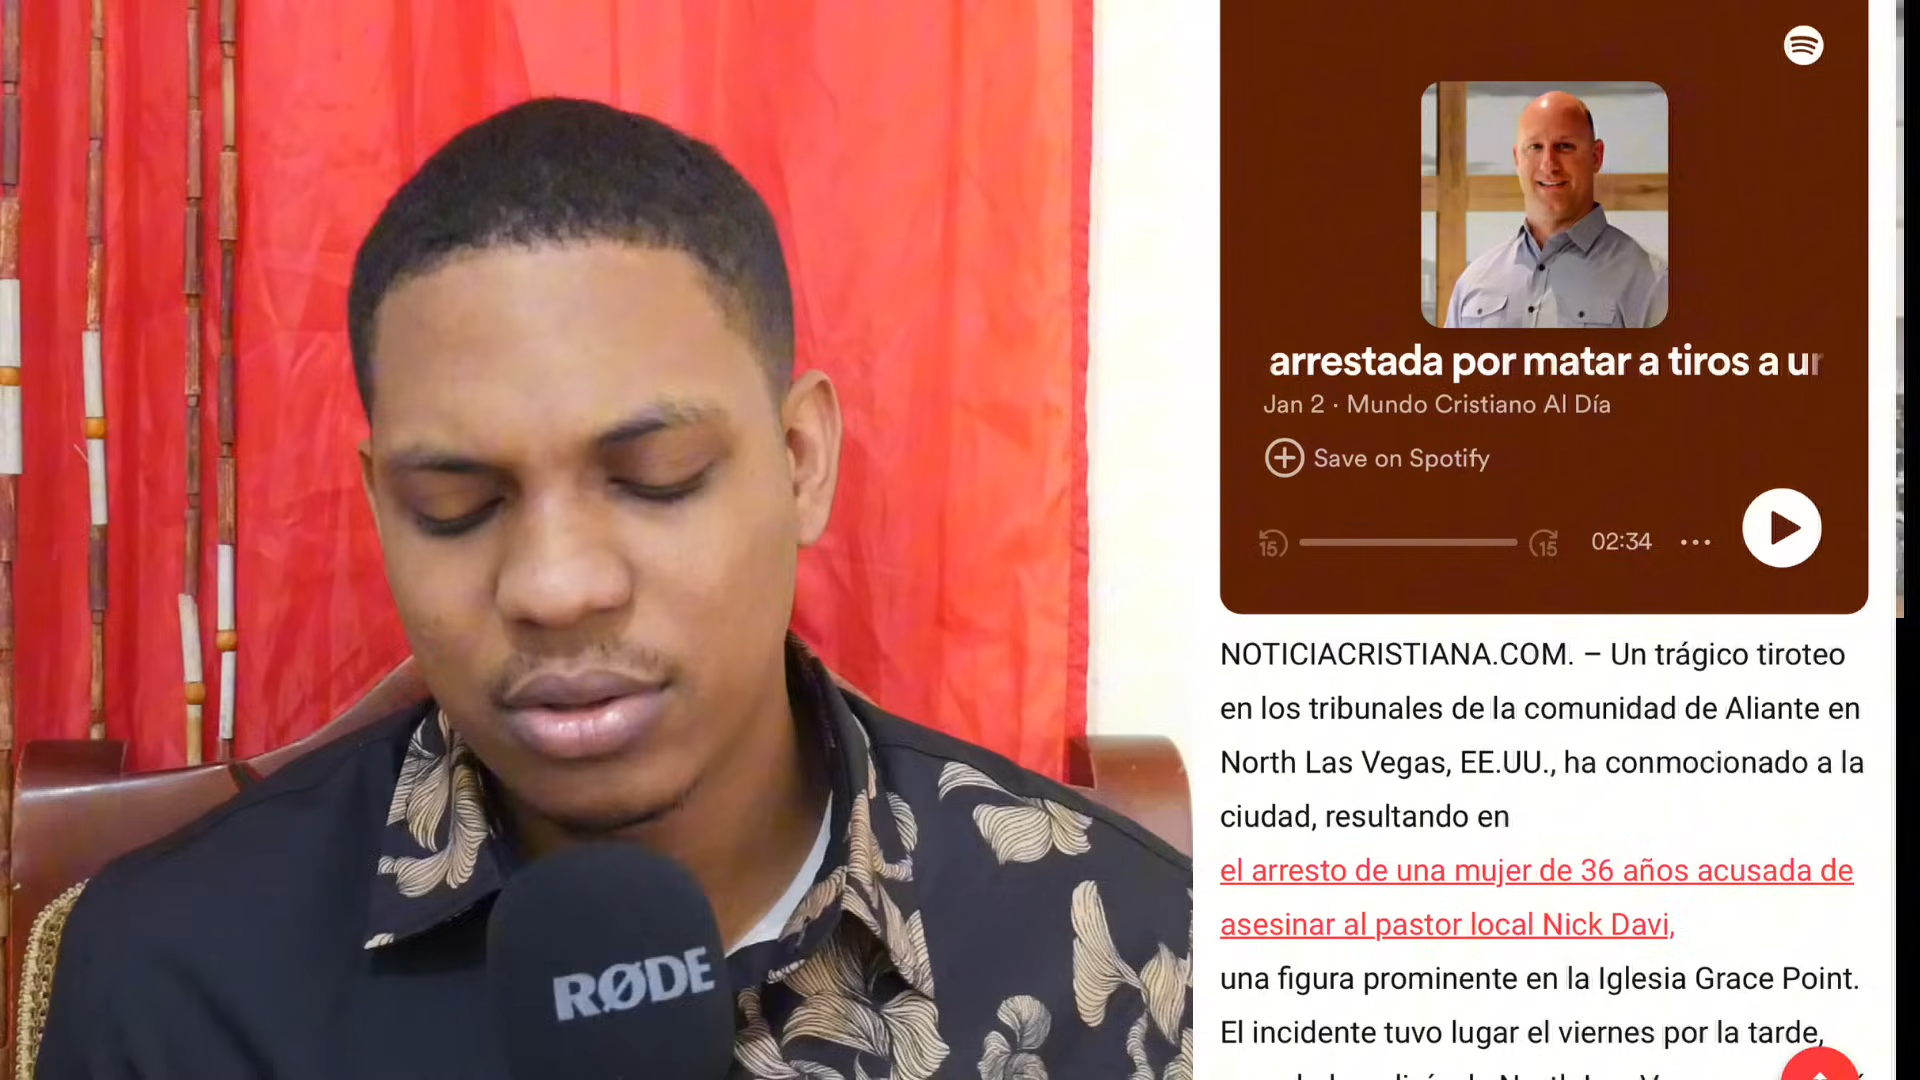 arrestada por matar a tiros a ur
Jan 2 · Mundo Cristiano Al Día
Save on Spotify
15
15
02:34
NOTICIACRISTIANA.COM. – Un trágico tiroteo
en los tribunales de la comunidad de Aliante en
North Las Vegas, EE.UU., ha conmocionado a la
ciudad, resultando en
el arresto de una mujer de 36 años acusada de
asesinar al pastor local Nick Davi,
una figura prominente en la Iglesia Grace Point.
El incidente tuvo lugar el viernes por la tarde,
RØDE